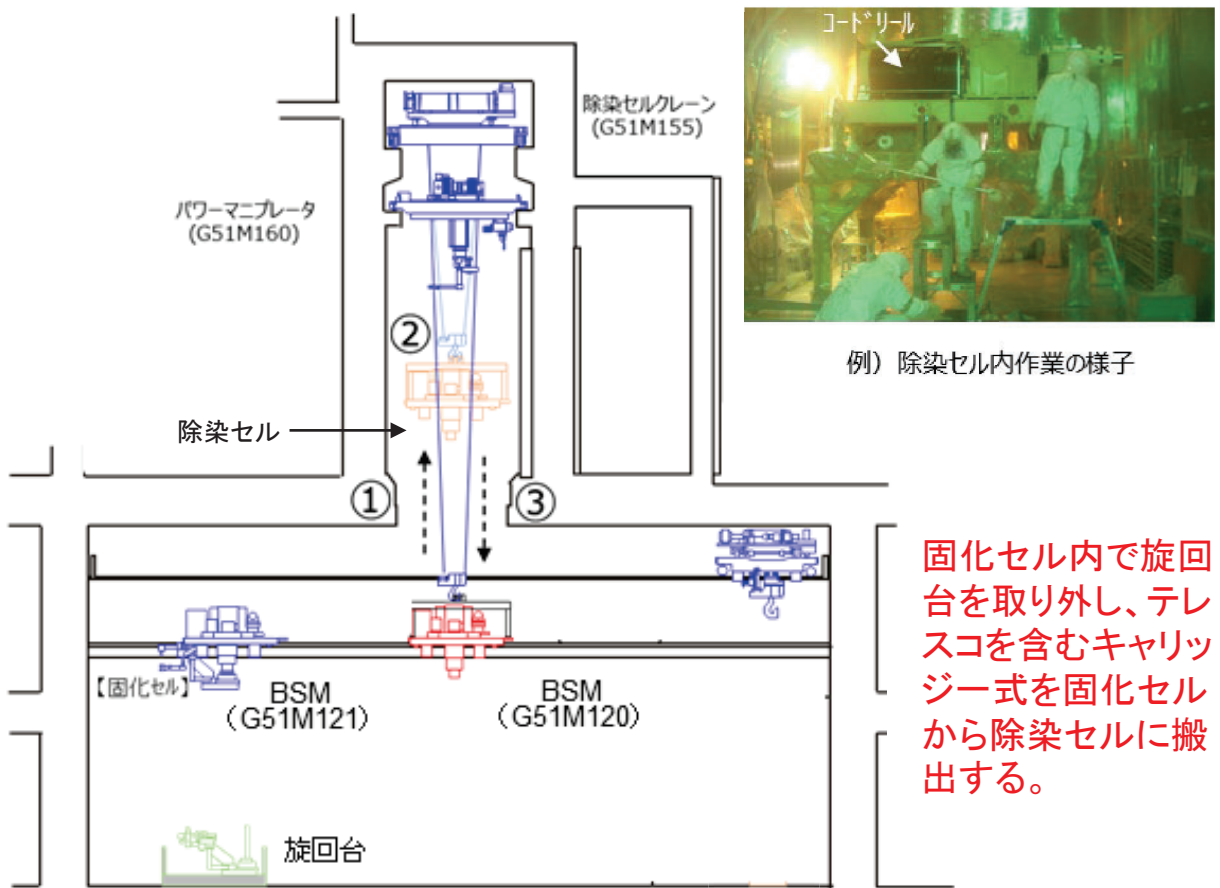 コードリール
除染セルクレーン
(G51M155)
パワーマニプレータ
(G51M160)
②
例）除染セル内作業の様子
除染セル
①
③
【固化セル】
BSM
（G51M121）
BSM
（G51M120）
旋回台
固化セル内で旋回
台を取り外し、テレ
スコを含むキャリッ
ジ一式を固化セル
から除染セルに搬
出する。